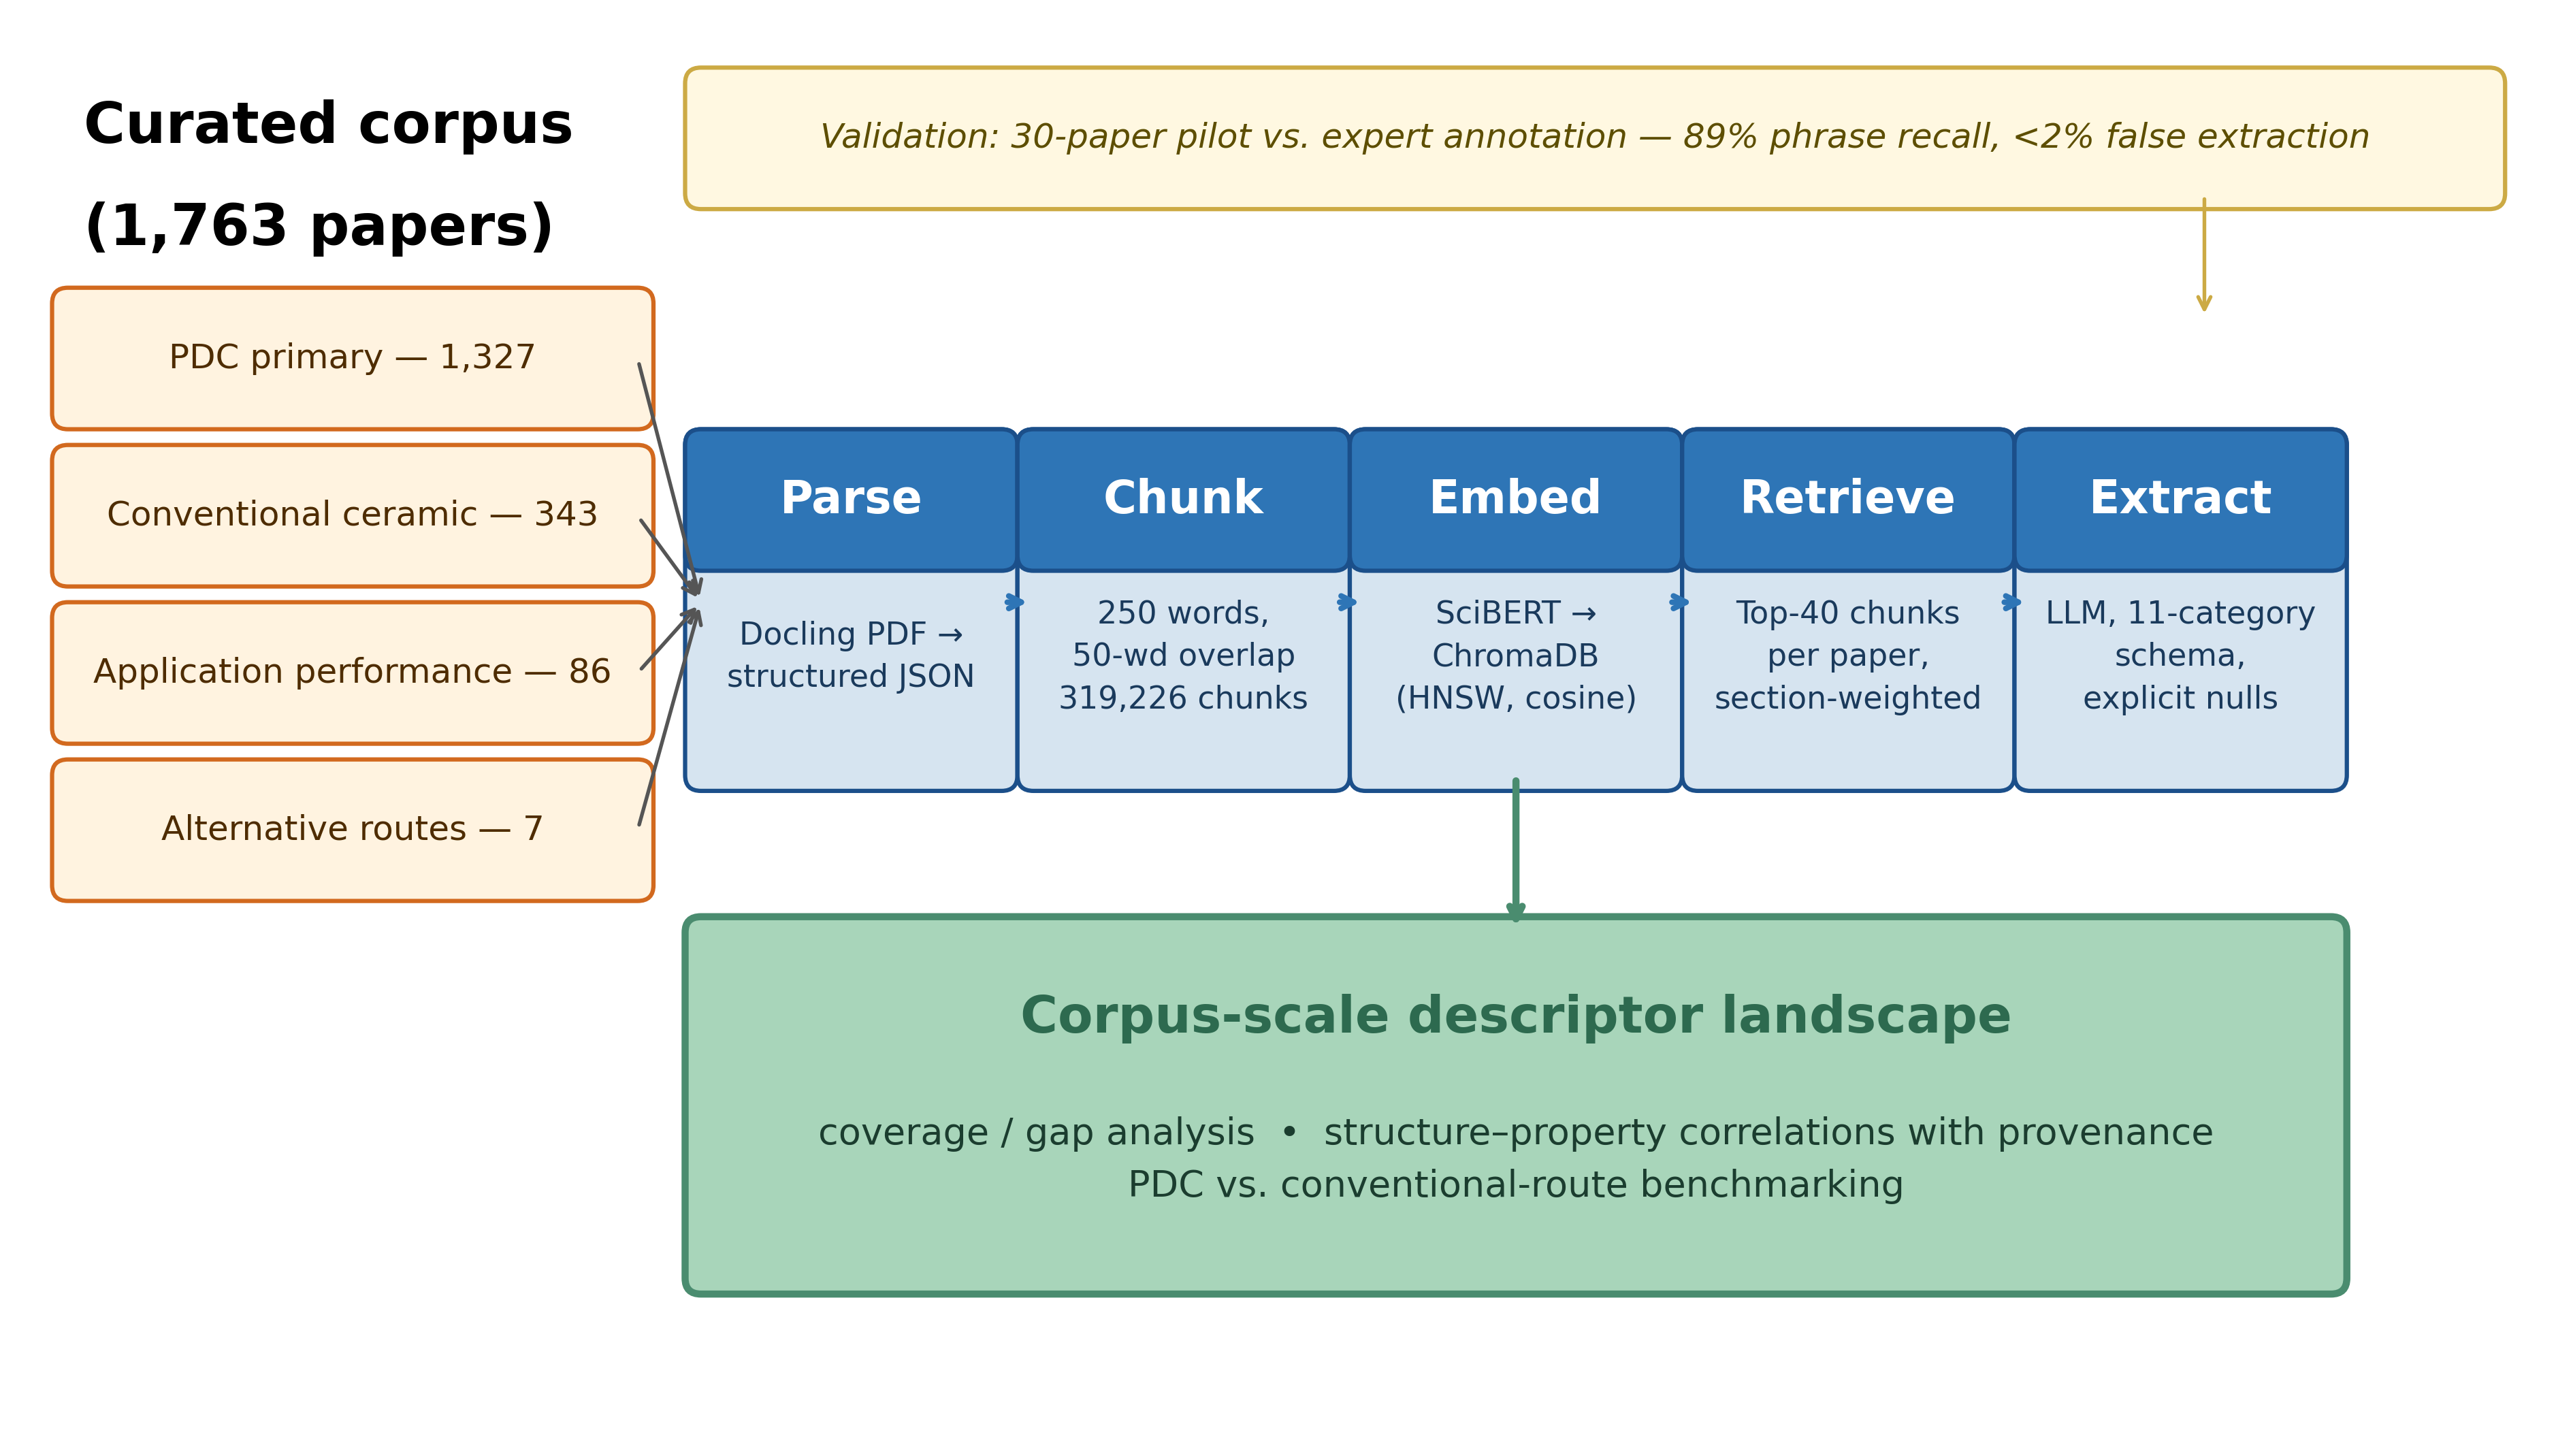 Curated corpus
(1,763 papers)
Validation: 30-paper pilot vs. expert annotation — 89% phrase recall, <2% false extraction
PDC primary — 1,327
Conventional ceramic — 343
Application performance — 86
Alternative routes — 7
Parse
Docling PDF →
structured JSON
Chunk
250 words,
50-wd overlap
319,226 chunks
Embed
SciBERT →
ChromaDB
(HNSW, cosine)
Retrieve
Top-40 chunks
per paper,
section-weighted
Extract
LLM, 11-category
schema,
explicit nulls
Corpus-scale descriptor landscape
coverage / gap analysis • structure–property correlations with provenance
PDC vs. conventional-route benchmarking